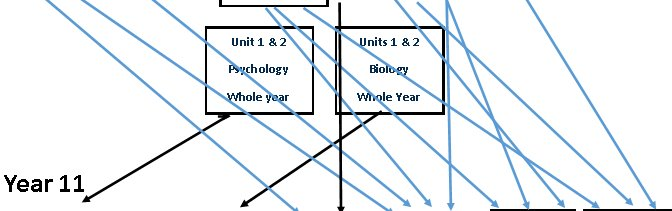 Unit 1 & 2
Psychology
Whole year
Units 1 & 2
Biology
Whole Year
Year 11